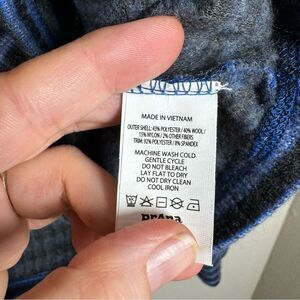 MADE IN VIETNAM
OUTER SHELL: 43% POLYESTER / 40% WOOL /
15% NYLON / 2% OTHER FIBERS
TRIM: 92% POLYESTER / 8% SPANDEX
MACHINE WASH COLD
GENTLE CYCLE
DO NOT BLEACH
LAY FLAT TO DRY
DO NOT DRY CLEAN
COOL IRON
prAna